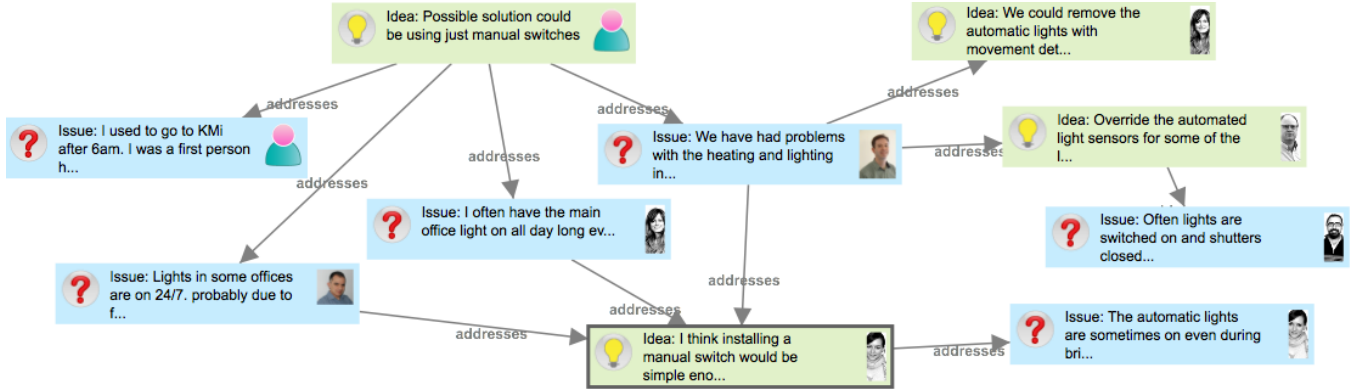 Idea: Possible solution could
be using just manual switches
Idea: We could remove the
automatic lights with
movement det...
addresses
addresses
addresses
Issue: I used to go to KMi
after 6am. I was a first person
h...
Issue: We have had problems
with the heating and lighting
in...
Idea: Override the automated
light sensors for some of the
l...
addresses
addresses
addresses
Issue: I often have the main
office light on all day long ev...
Issue: Often lights are
switched on and shutters
closed...
Issue: Lights in some offices
are on 24/7. probably due to
f...
addresses
addresses
addresses
Idea: I think installing a
manual switch would be
simple eno...
addresses
Issue: The automatic lights
are sometimes on even during
bri...